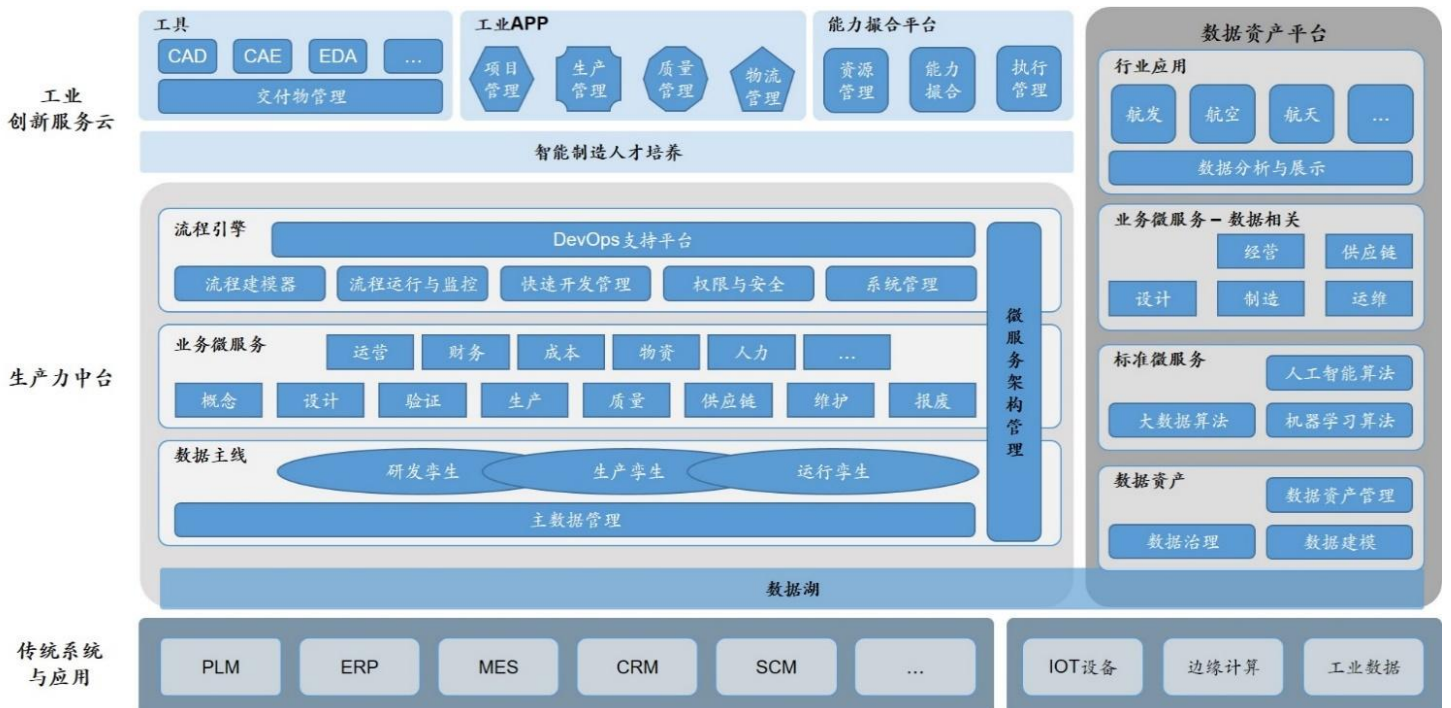 工业
创新服务云
工具
CAD
CAE
EDA
…
交付物管理
工业APP
项目
管理
生产
管理
质量
管理
物流
管理
能力撮合平台
资源
管理
能力
撮合
执行
管理
智能制造人才培养
生产力中台
流程引擎
DevOps支持平台
流程建模器
流程运行与监控
快速开发管理
权限与安全
系统管理
业务微服务
运营
财务
成本
物资
人力
…
概念
设计
验证
生产
质量
供应链
维护
报废
数据主线
研发孪生
生产孪生
运行孪生
主数据管理
微服务架构管理
数据资产平台
行业应用
航发
航空
航天
…
数据分析与展示
业务微服务－数据相关
经营
供应链
设计
制造
运维
标准微服务
人工智能算法
大数据算法
机器学习算法
数据资产
数据资产管理
数据治理
数据建模
数据湖
传统系统
与应用
PLM
ERP
MES
CRM
SCM
…
IOT设备
边缘计算
工业数据